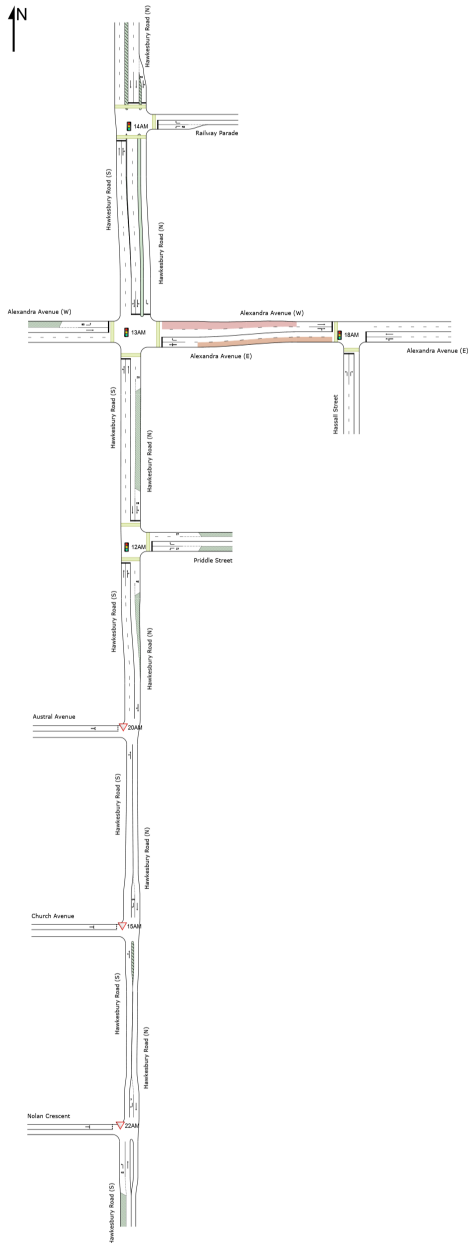 N
Hawkesbury Road (N)
14AM
Railway Parade
Hawkesbury Road (S)
Hawkesbury Road (N)
Alexandra Avenue (W)
Alexandra Avenue (W)
13AM
18AM
Alexandra Avenue (E)
Alexandra Avenue (E)
Hawkesbury Road (S)
Hawkesbury Road (N)
Hassall Street
12AM
Priddle Street
Hawkesbury Road (S)
Hawkesbury Road (N)
Austral Avenue
20AM
Hawkesbury Road (S)
Hawkesbury Road (N)
Church Avenue
Hawkesbury Road (S)
Hawkesbury Road (N)
Nolan Crescent
22AM
Hawkesbury Road (S)